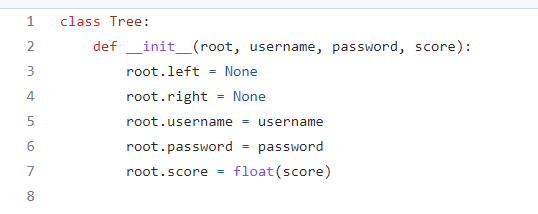 1 class Tree:
2     def __init__(root, username, password, score):
3         root.left = None
4         root.right = None
5         root.username = username
6         root.password = password
7         root.score = float(score)
8